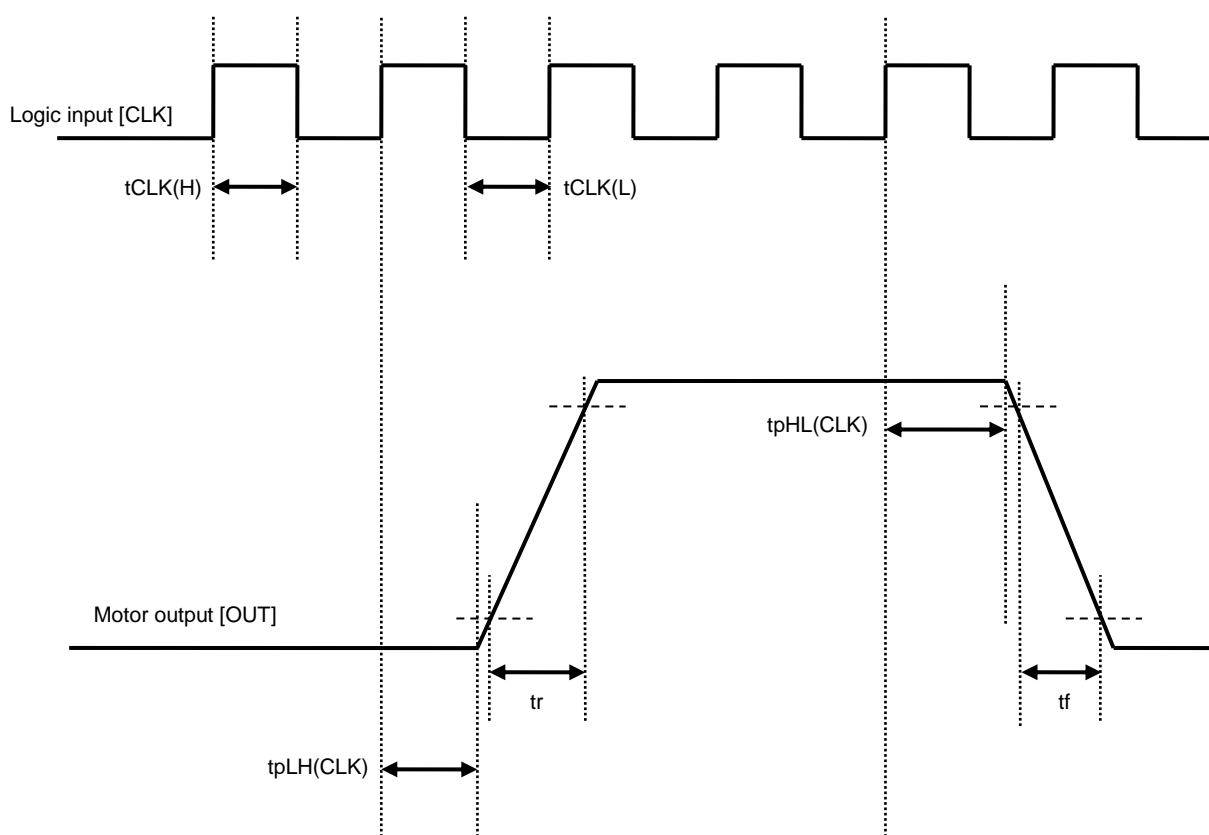 Logic input [CLK]
tCLK(H)
tCLK(L)
tpHL(CLK)
Motor output [OUT]
tr
tf
tpLH(CLK)